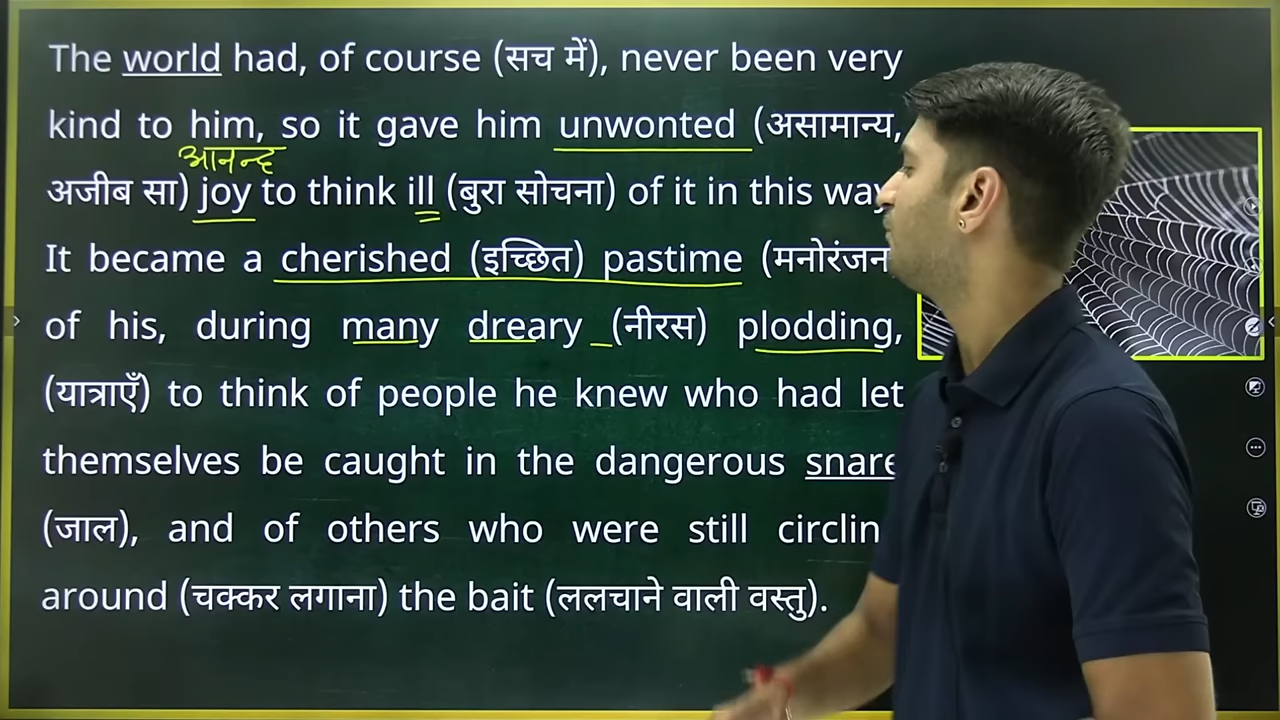 The world had, of course (सच में), never been very
kind to him, so it gave him unwonted (असामान्य,
आनन्द
अजीब सा) joy to think ill (बुरा सोचना) of it in this way
It became a cherished (इच्छित) pastime (मनोरंजन
of his, during many dreary _(नीरस) plodding,
(यात्राएँ) to think of people he knew who had let
themselves be caught in the dangerous snare
(जाल), and of others who were still circlin
around (चक्कर लगाना) the bait (ललचाने वाली वस्तु).